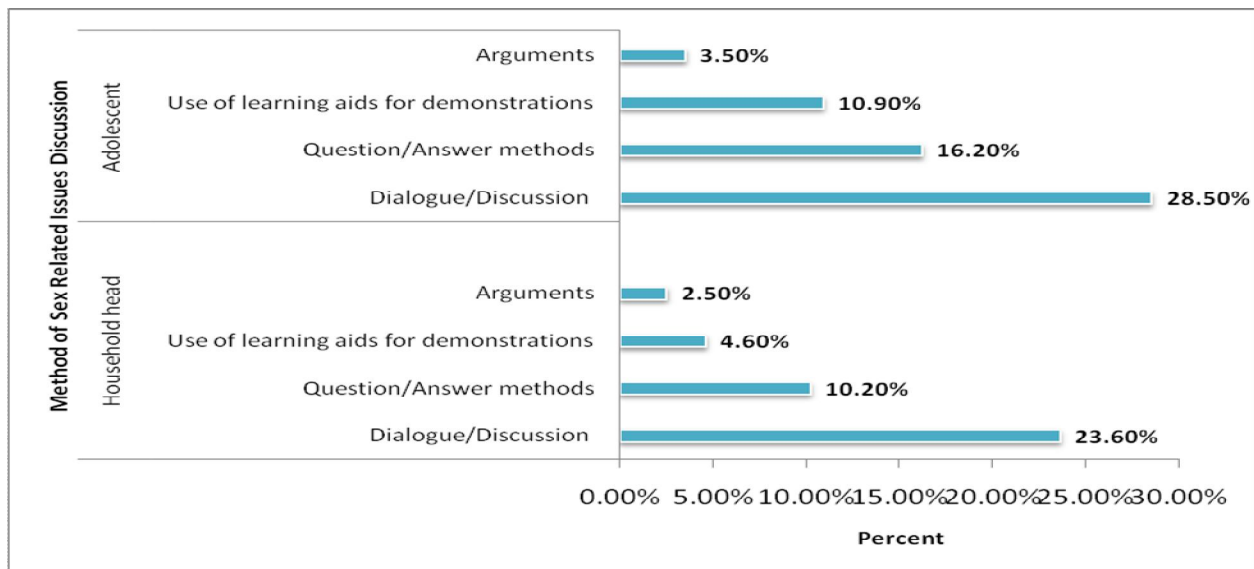 Method of Sex Related Issues Discussion
Adolescent
Arguments
3.50%
Use of learning aids for demonstrations
10.90%
Question/Answer methods
16.20%
Dialogue/Discussion
28.50%
Household head
Arguments
2.50%
Use of learning aids for demonstrations
4.60%
Question/Answer methods
10.20%
Dialogue/Discussion
23.60%
0.00% 5.00% 10.00% 15.00% 20.00% 25.00% 30.00%
Percent